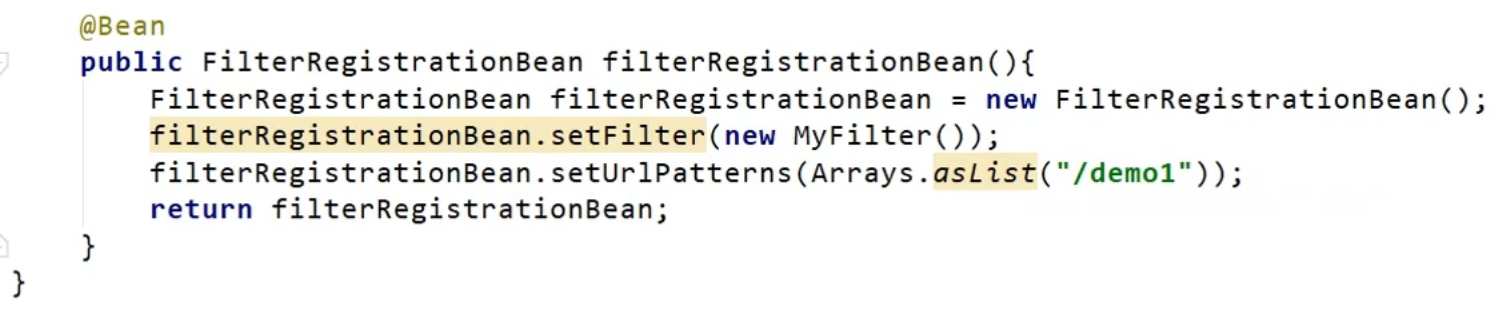 @Bean
public FilterRegistrationBean filterRegistrationBean(){
FilterRegistrationBean filterRegistrationBean = new FilterRegistrationBean();
filterRegistrationBean.setFilter(new MyFilter());
filterRegistrationBean.setUrlPatterns(Arrays.asList("/demo1"));
return filterRegistrationBean;
}
}